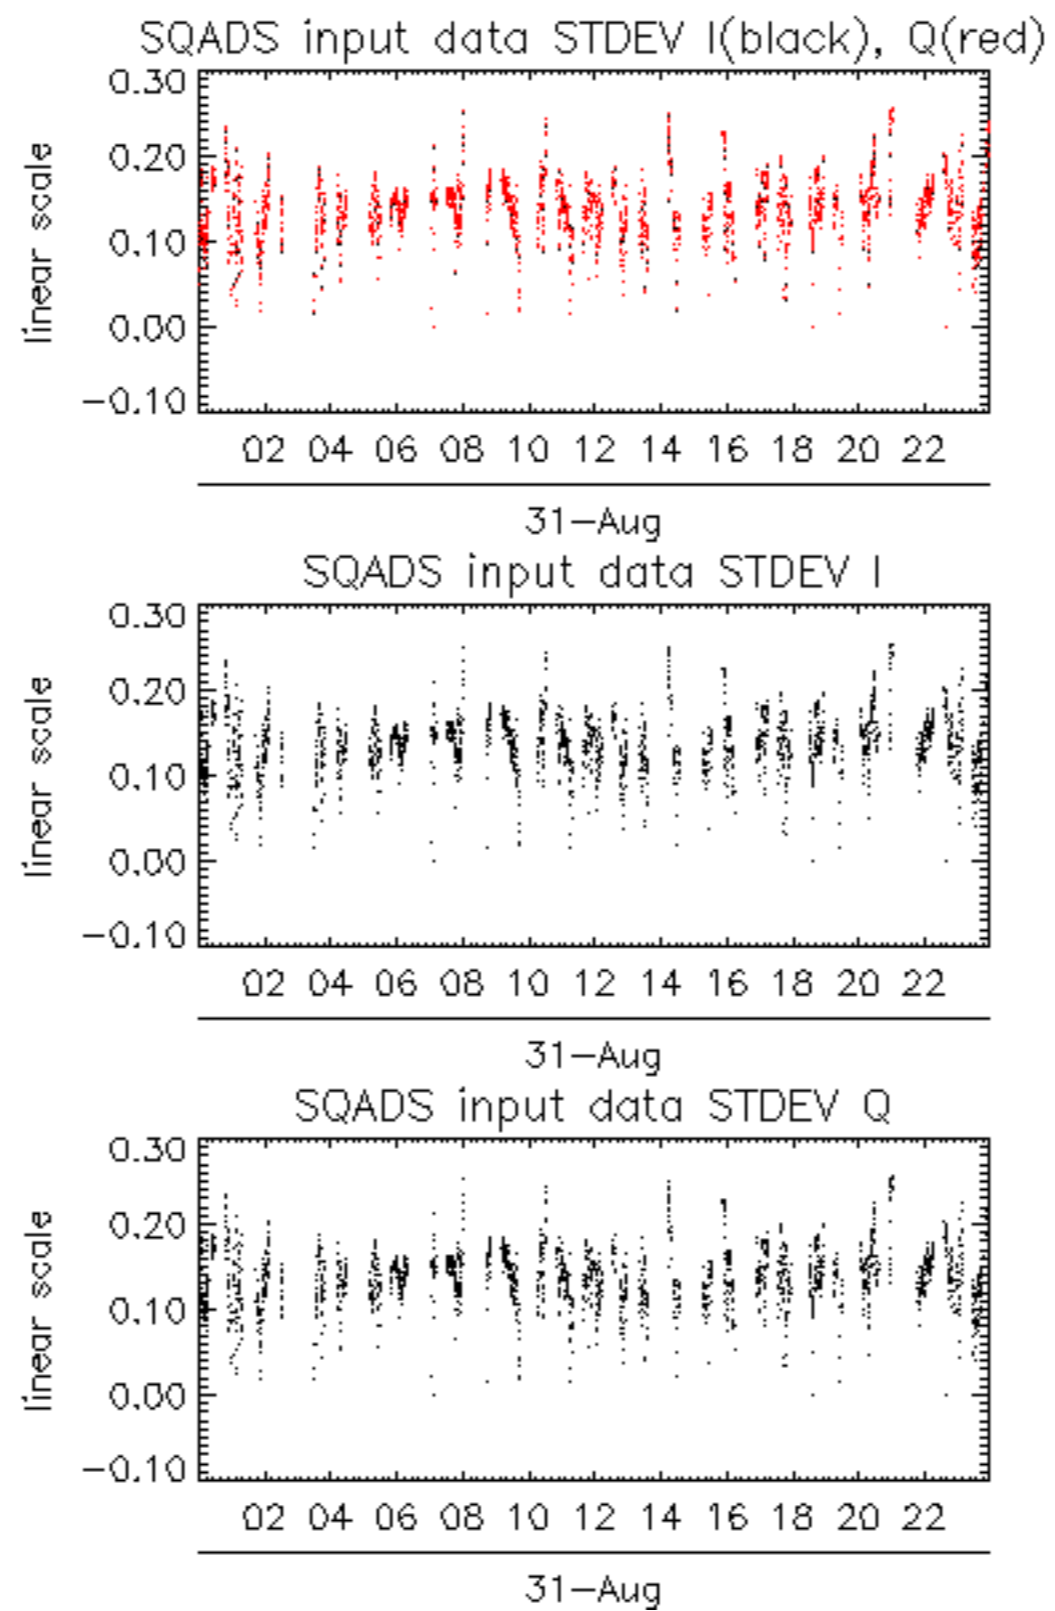 SQADS input data STDEV I(black), Q(red)
0.30
0.20
0.10
0.00
−0.10
linear scale
02 04 06 08 10 12 14 16 18 20 22
31−Aug
SQADS input data STDEV I
0.30
0.20
0.10
0.00
−0.10
linear scale
02 04 06 08 10 12 14 16 18 20 22
31−Aug
SQADS input data STDEV Q
0.30
0.20
0.10
0.00
−0.10
linear scale
02 04 06 08 10 12 14 16 18 20 22
31−Aug